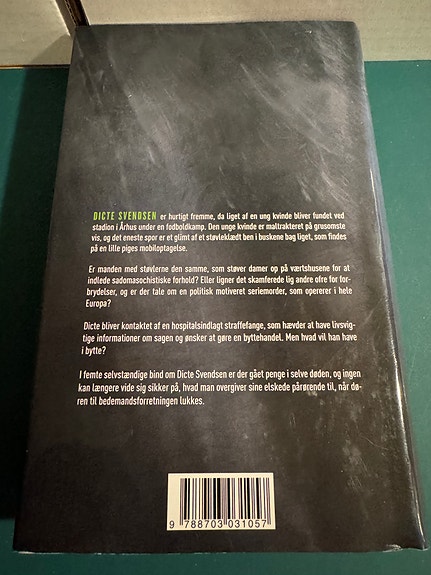 DICTE SVENDSEN er hurtigt fremme, da liget af en ung kvinde bliver fundet ved
stadion i Århus under en fodboldkamp. Den unge kvinde er maltrakteret på grusomste
vis, og det eneste spor er et glimt af et støvleklædt ben i buskene bag liget, som findes
på en lille piges mobiloptagelse.
Er manden med støvlerne den samme, som støver damer op på værtshusene for at
indlede sadomasochistiske forhold? Eller ligner det skamferede lig andre ofre for for-
brydelser, og er der tale om en politisk motiveret seriemorder, som opererer i hele
Europa?
Dicte bliver kontaktet af en hospitalsindlagt straffefange, som hævder at have livsvig-
tige informationer om sagen og ønsker at gøre en byttehandel. Men hvad vil han have
i bytte?
I femte selvstændige bind om Dicte Svendsen er der gået penge i selve døden, og ingen
kan længere vide sig sikker på, hvad man overgiver sine elskede pårørende til, når dø-
ren til bedemandsforretningen lukkes.
9 788703 031057